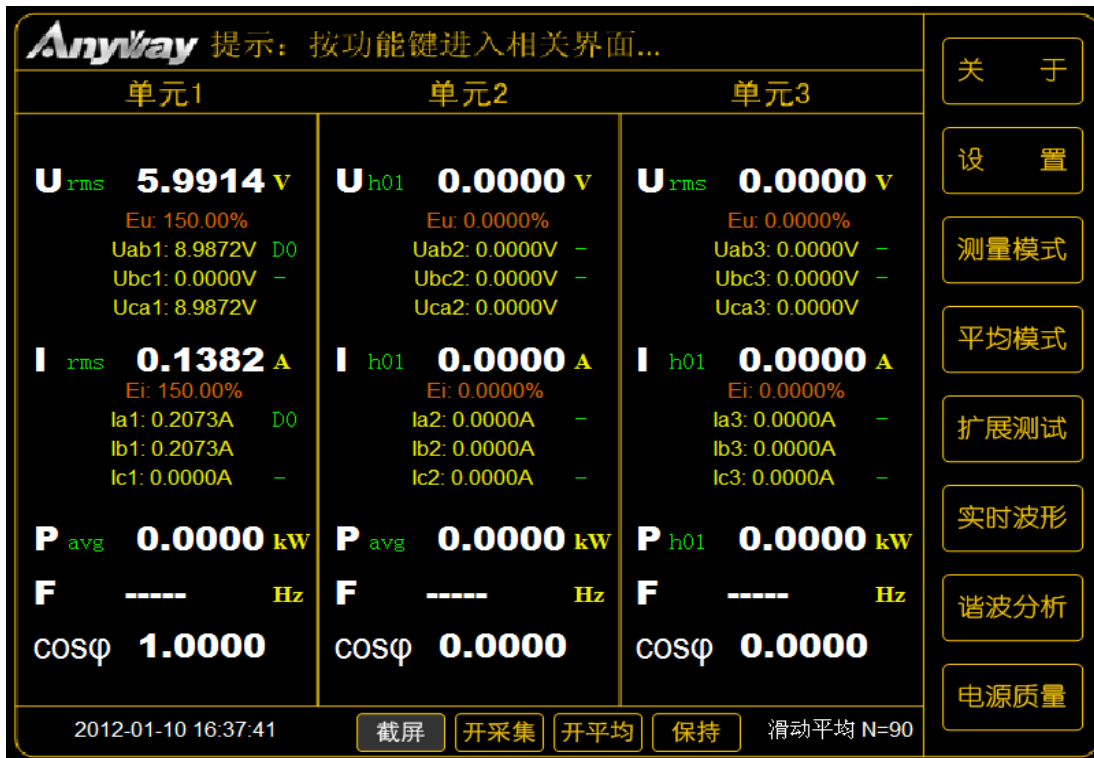 Anyway 提示：按功能键进入相关界面...
单元1 单元2 单元3
Urms 5.9914 V Uh01 0.0000 V Urms 0.0000 V
Eu: 150.00% Eu: 0.0000% Eu: 0.0000%
Uab1: 8.9872V D0 Uab2: 0.0000V - Uab3: 0.0000V -
Ubc1: 0.0000V - Ubc2: 0.0000V - Ubc3: 0.0000V -
Uca1: 8.9872V Uca2: 0.0000V Uca3: 0.0000V
I rms 0.1382 A I h01 0.0000 A I h01 0.0000 A
Ei: 150.00% Ei: 0.0000% Ei: 0.0000%
Ia1: 0.2073A D0 Ia2: 0.0000A - Ia3: 0.0000A -
Ib1: 0.2073A Ib2: 0.0000A Ib3: 0.0000A
Ic1: 0.0000A - Ic2: 0.0000A - Ic3: 0.0000A -
P avg 0.0000 kW P avg 0.0000 kW P h01 0.0000 kW
F ----- Hz F ----- Hz F ----- Hz
cosφ 1.0000 cosφ 0.0000 cosφ 0.0000
2012-01-10 16:37:41 截屏 开采集 开平均 保持 滑动平均 N=90
关 于
设 置
测量模式
平均模式
扩展测试
实时波形
谐波分析
电源质量